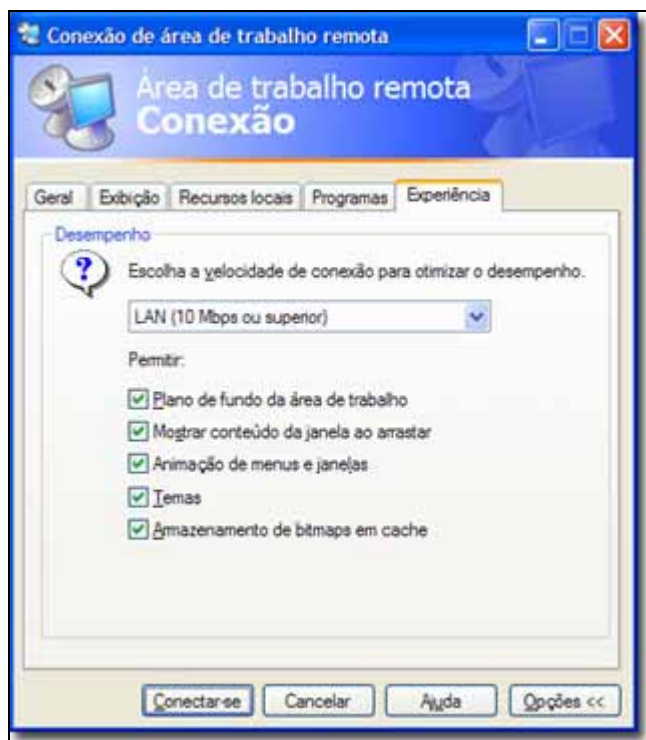 Conexão de área de trabalho remota
Área de trabalho remota
Conexão
Geral Exibição Recursos locais Programas Experiência
Desempenho
Escolha a velocidade de conexão para otimizar o desempenho.
LAN (10 Mbps ou superior)
Permitir:
Plano de fundo da área de trabalho
Mostrar conteúdo da janela ao arrastar
Animação de menus e janelas
Temas
Armazenamento de bitmaps em cache
Conectar-se Cancelar Ajuda Opções <<